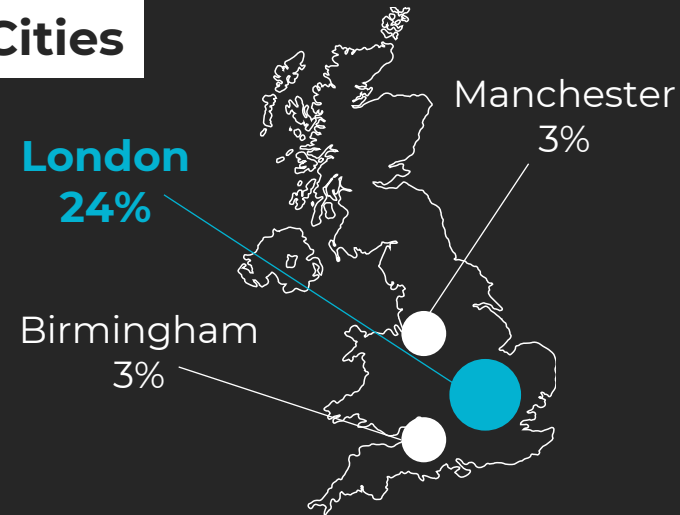 Cities
Manchester
3%
London
24%
Birmingham
3%